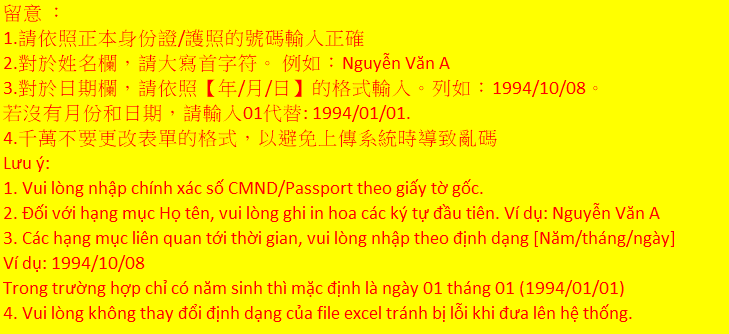 留意 ：
1.請依照正本身份證/護照的號碼輸入正確
2.對於姓名欄，請大寫首字符。 例如：Nguyễn Văn A
3.對於日期欄，請依照【年/月/日】的格式輸入。列如：1994/10/08。
若沒有月份和日期，請輸入01代替: 1994/01/01.
4.千萬不要更改表單的格式，以避免上傳系統時導致亂碼
Lưu ý:
1. Vui lòng nhập chính xác số CMND/Passport theo giấy tờ gốc.
2. Đối với hạng mục Họ tên, vui lòng ghi in hoa các ký tự đầu tiên. Ví dụ: Nguyễn Văn A
3. Các hạng mục liên quan tới thời gian, vui lòng nhập theo định dạng [Năm/tháng/ngày]
Ví dụ: 1994/10/08
Trong trường hợp chỉ có năm sinh thì mặc định là ngày 01 tháng 01 (1994/01/01)
4. Vui lòng không thay đổi định dạng của file excel tránh bị lỗi khi đưa lên hệ thống.